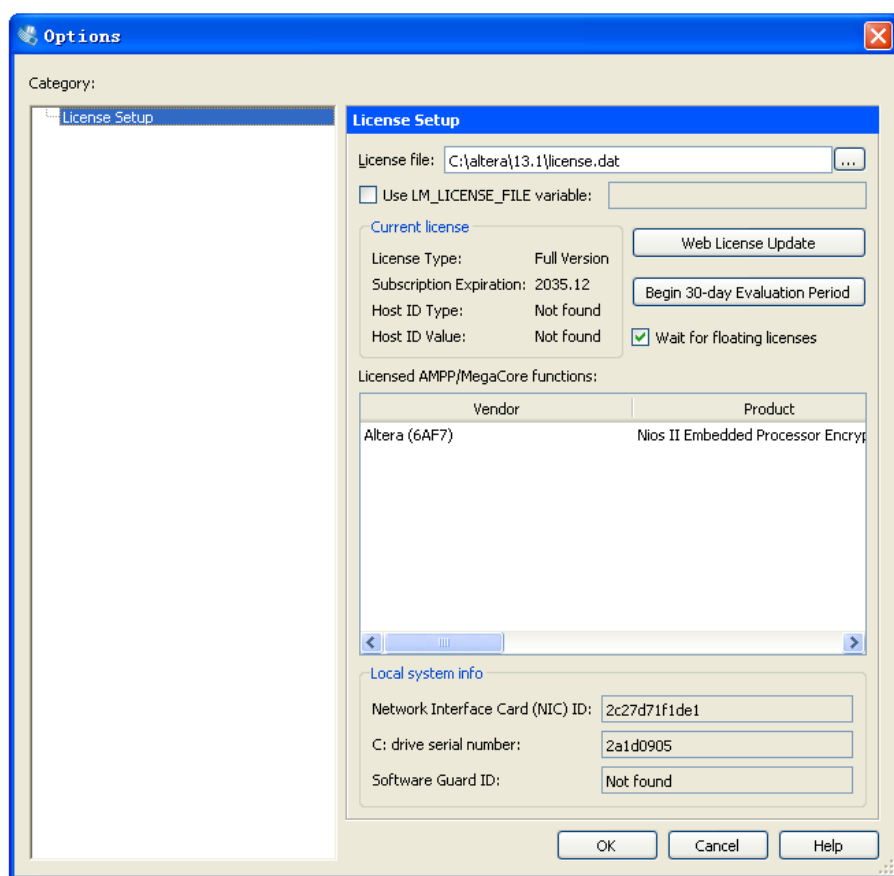 Options
Category:
License Setup
License Setup
License file: C:\altera\13.1\license.dat ...
Use LM_LICENSE_FILE variable:
Current license
License Type: Full Version
Subscription Expiration: 2035.12
Host ID Type: Not found
Host ID Value: Not found
Web License Update
Begin 30-day Evaluation Period
Wait for floating licenses
Licensed AMPP/MegaCore functions:
Vendor Product
Altera (6AF7) Nios II Embedded Processor Encryp
Local system info
Network Interface Card (NIC) ID: 2c27d71f1de1
C: drive serial number: 2a1d0905
Software Guard ID: Not found
OK Cancel Help